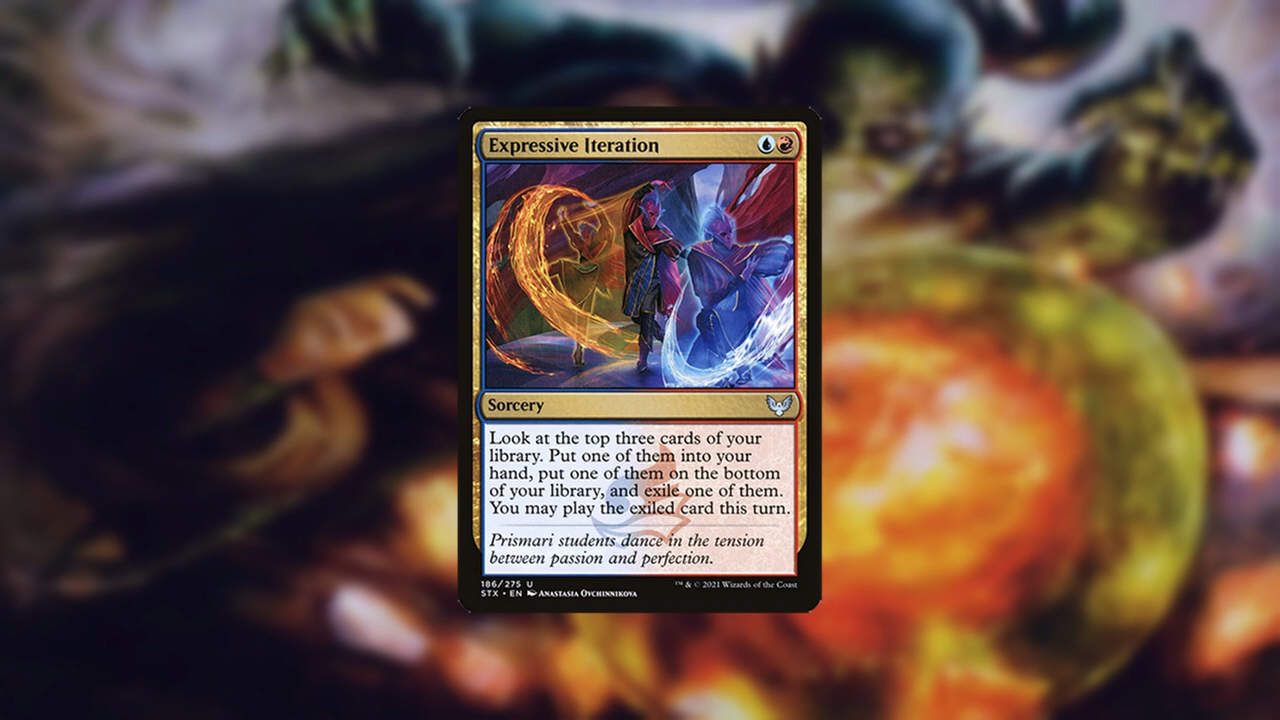 Expressive Iteration
Sorcery
Look at the top three cards of your
library. Put one of them into your
hand, put one of them on the bottom
of your library, and exile one of them.
You may play the exiled card this turn.
Prismari students dance in the tension
between passion and perfection.
186/275 U
™ & © 2021 Wizards of the Coast
STX • EN Anastasia Ovchinnikova